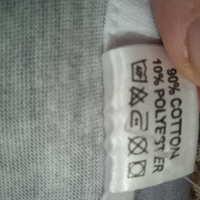 90% COTTON
10% POLYESTER